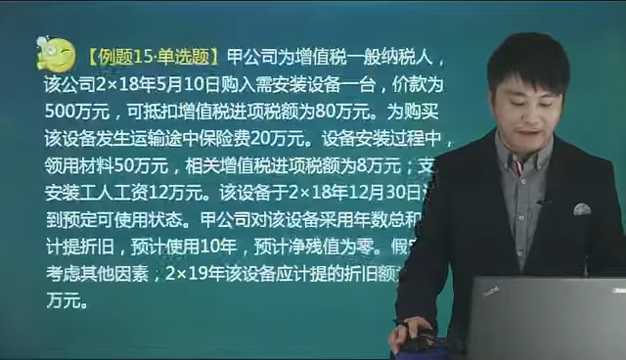 【例题15·单选题】甲公司为增值税一般纳税人，
该公司2×18年5月10日购入需安装设备一台，价款为
500万元，可抵扣增值税进项税额为80万元。为购买
该设备发生运输途中保险费20万元。设备安装过程中，
领用材料50万元，相关增值税进项税额为8万元；支
安装工人工资12万元。该设备于2×18年12月30日
到预定可使用状态。甲公司对该设备采用年数总和
计提折旧，预计使用10年，预计净残值为零。假
考虑其他因素，2×19年该设备应计提的折旧额
万元。
ThinkPad